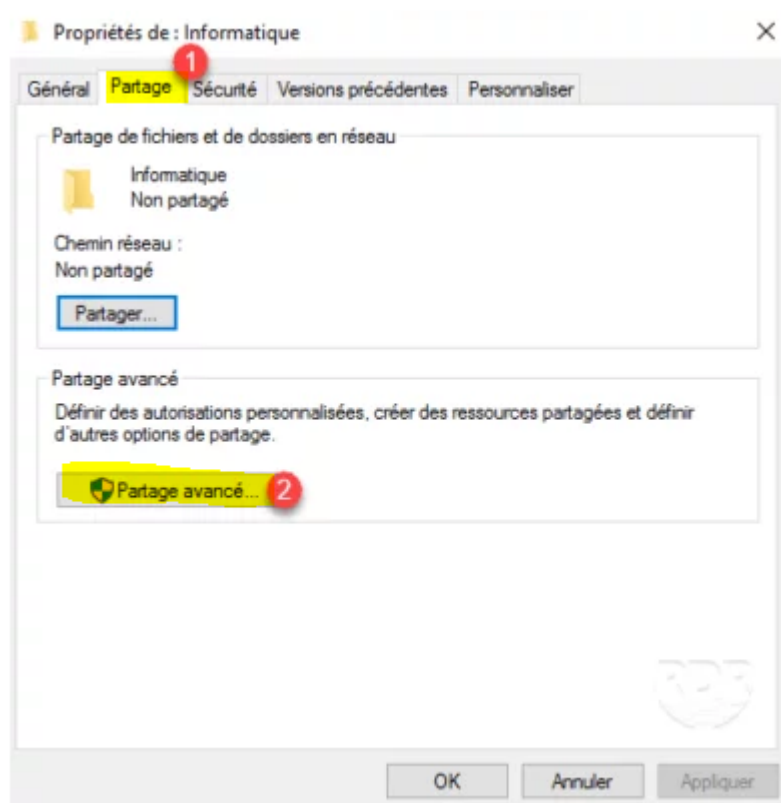 Propriétés de : Informatique
1
Général Partage Sécurité Versions précédentes Personnaliser
Partage de fichiers et de dossiers en réseau
Informatique
Non partagé
Chemin réseau :
Non partagé
Partager...
Partage avancé
Définir des autorisations personnalisées, créer des ressources partagées et définir
d'autres options de partage.
Partage avancé... 2
OK Annuler Appliquer